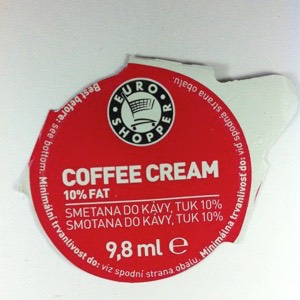 EURO
SHOPPER
COFFEE CREAM
10% FAT
SMETANA DO KÁVY, TUK 10%
SMOTANA DO KÁVY, TUK 10%
9,8 ml e
Best before: see bottom. Minimální trvanlivost do: viz spodní strana obalu. Minimálna trvanlivosť do: viď spodná strana obalu.